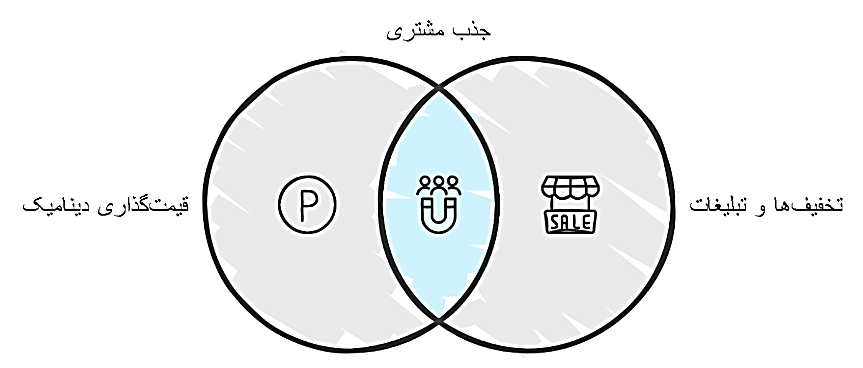 جذب مشتری
تخفیف‌ها و تبلیغات
قیمت‌گذاری دینامیک
P
SALE